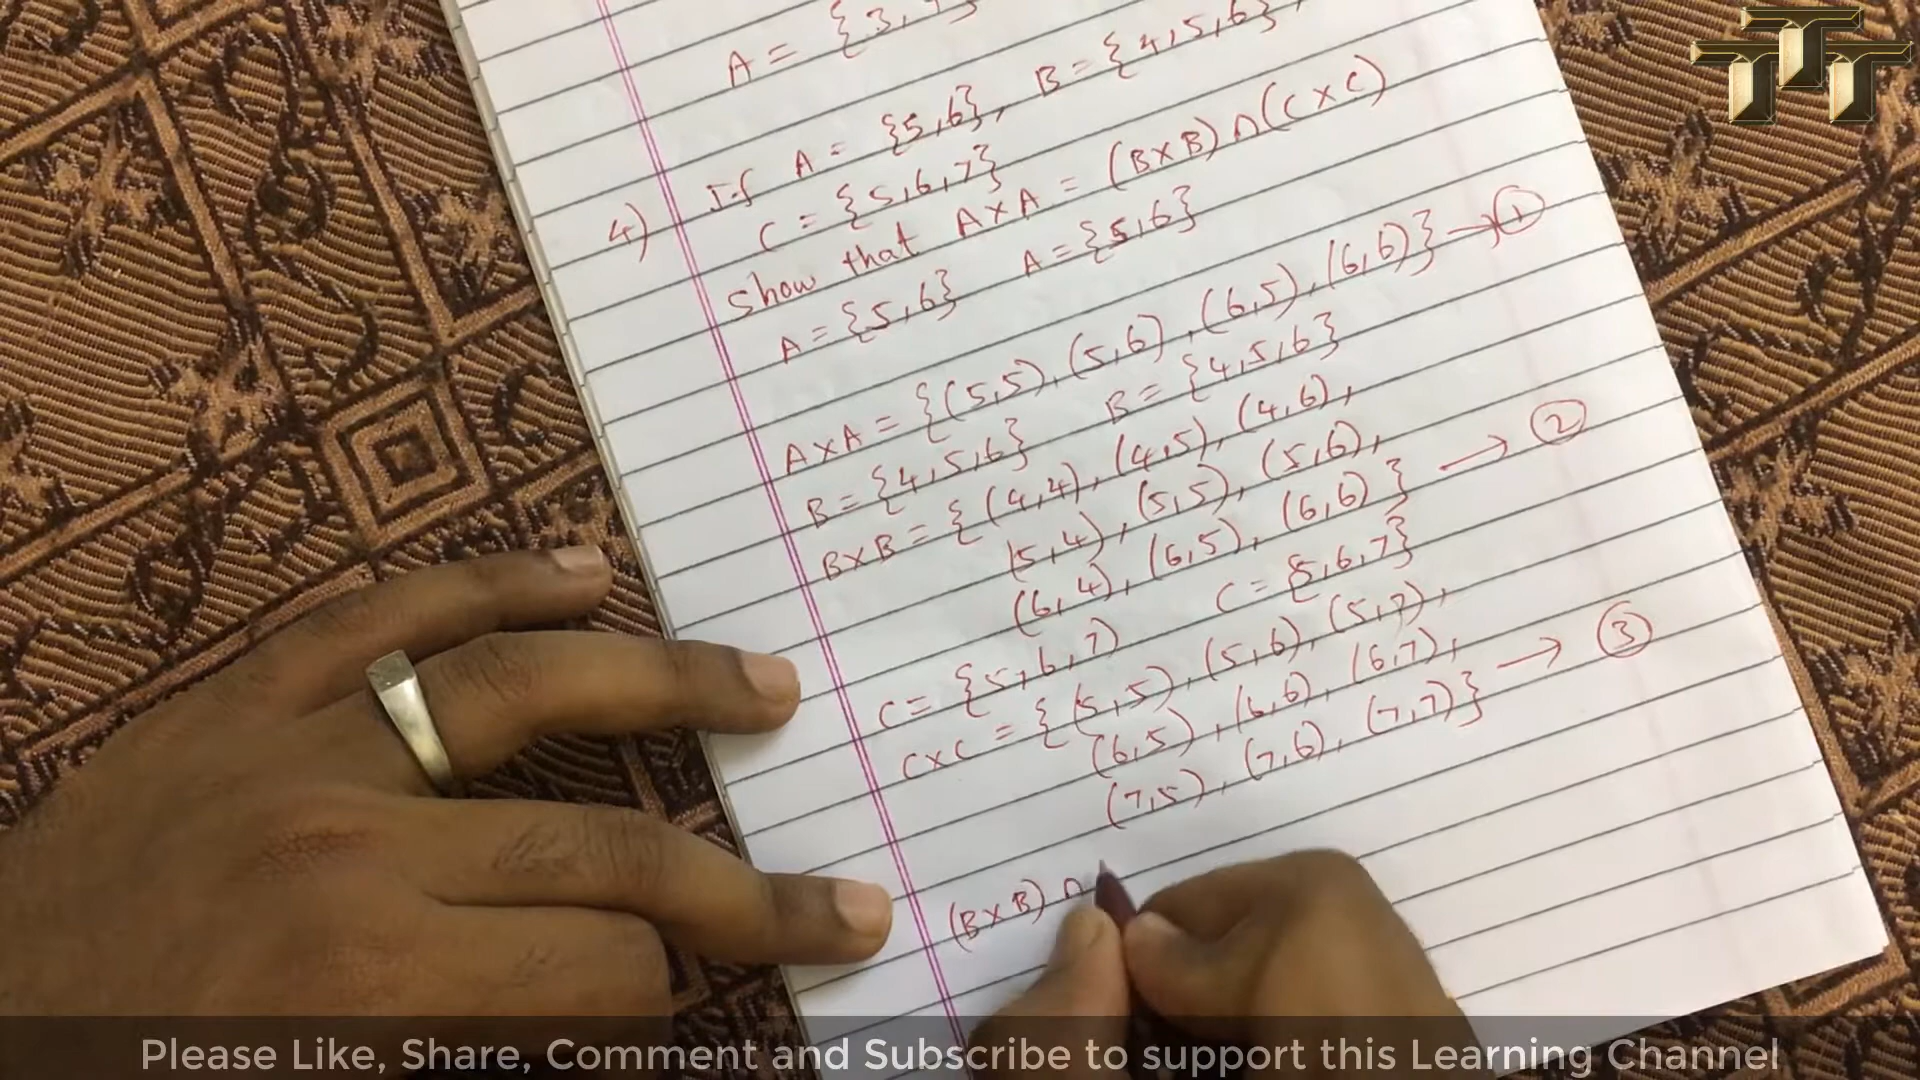 A = {3,
4) If A = {5,6}, B = {4,5,6},
C = {5,6,7}
Show that A×A = (B×B)∩(C×C)
A = {5,6} A = {5,6}
A×A = {(5,5), (5,6), (6,5), (6,6)} → ①
B = {4,5,6} B = {4,5,6}
B×B = {(4,4), (4,5), (4,6),
(5,4), (5,5), (5,6),
(6,4), (6,5), (6,6)} → ②
C = {5,6,7) C = {5,6,7}
C×C = {(5,5), (5,6), (5,7),
(6,5), (6,6), (6,7),
(7,5), (7,6), (7,7)} → ③
(B×B) ∩
TTT
Please Like, Share, Comment and Subscribe to support this Learning Channel